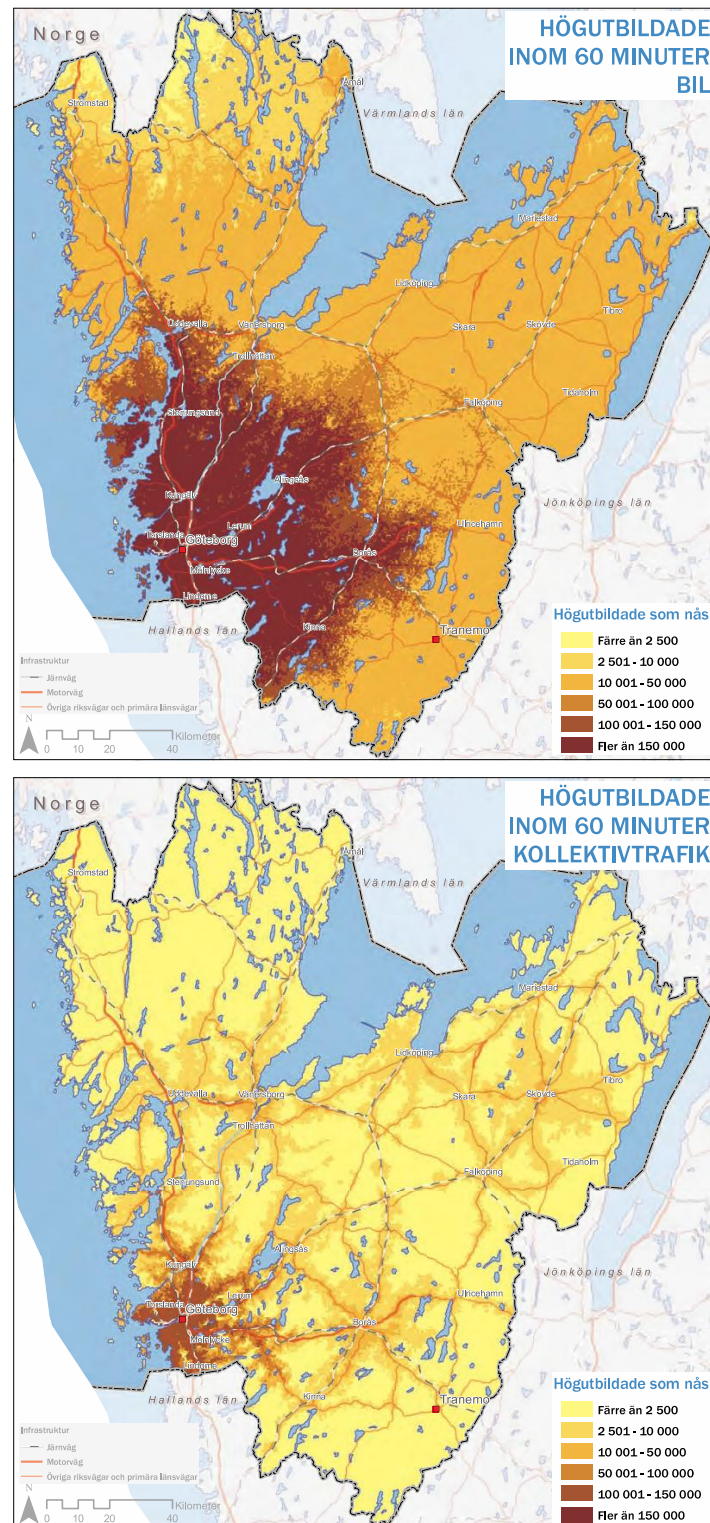 HÖGUTBILDADE
INOM 60 MINUTER
BIL
Norge
Strömstad
Åmål
Värmlands län
Mariestad
Lidköping
Tibro
Skara
Skövde
Uddevalla
Vänersborg
Trollhättan
Tidaholm
Falköping
Stenungsund
Alingsås
Kungälv
Jönköpings län
Lerum
Ulricehamn
Torslanda
Göteborg
Borås
Mölnlycke
Lindome
Kinna
Tranemo
Hallands län
Högutbildade som nås
Färre än 2 500
2 501 - 10 000
10 001 - 50 000
50 001 - 100 000
100 001 - 150 000
Fler än 150 000
Infrastruktur
Järnväg
Motorväg
Övriga riksvägar och primära länsvägar
N
Kilometer
0 10 20 40
HÖGUTBILDADE
INOM 60 MINUTER
KOLLEKTIVTRAFIK
Norge
Strömstad
Åmål
Värmlands län
Mariestad
Lidköping
Tibro
Skara
Skövde
Uddevalla
Vänersborg
Trollhättan
Tidaholm
Falköping
Stenungsund
Alingsås
Kungälv
Jönköpings län
Lerum
Ulricehamn
Torslanda
Göteborg
Borås
Mölnlycke
Lindome
Kinna
Tranemo
Hallands län
Högutbildade som nås
Färre än 2 500
2 501 - 10 000
10 001 - 50 000
50 001 - 100 000
100 001 - 150 000
Fler än 150 000
Infrastruktur
Järnväg
Motorväg
Övriga riksvägar och primära länsvägar
N
Kilometer
0 10 20 40